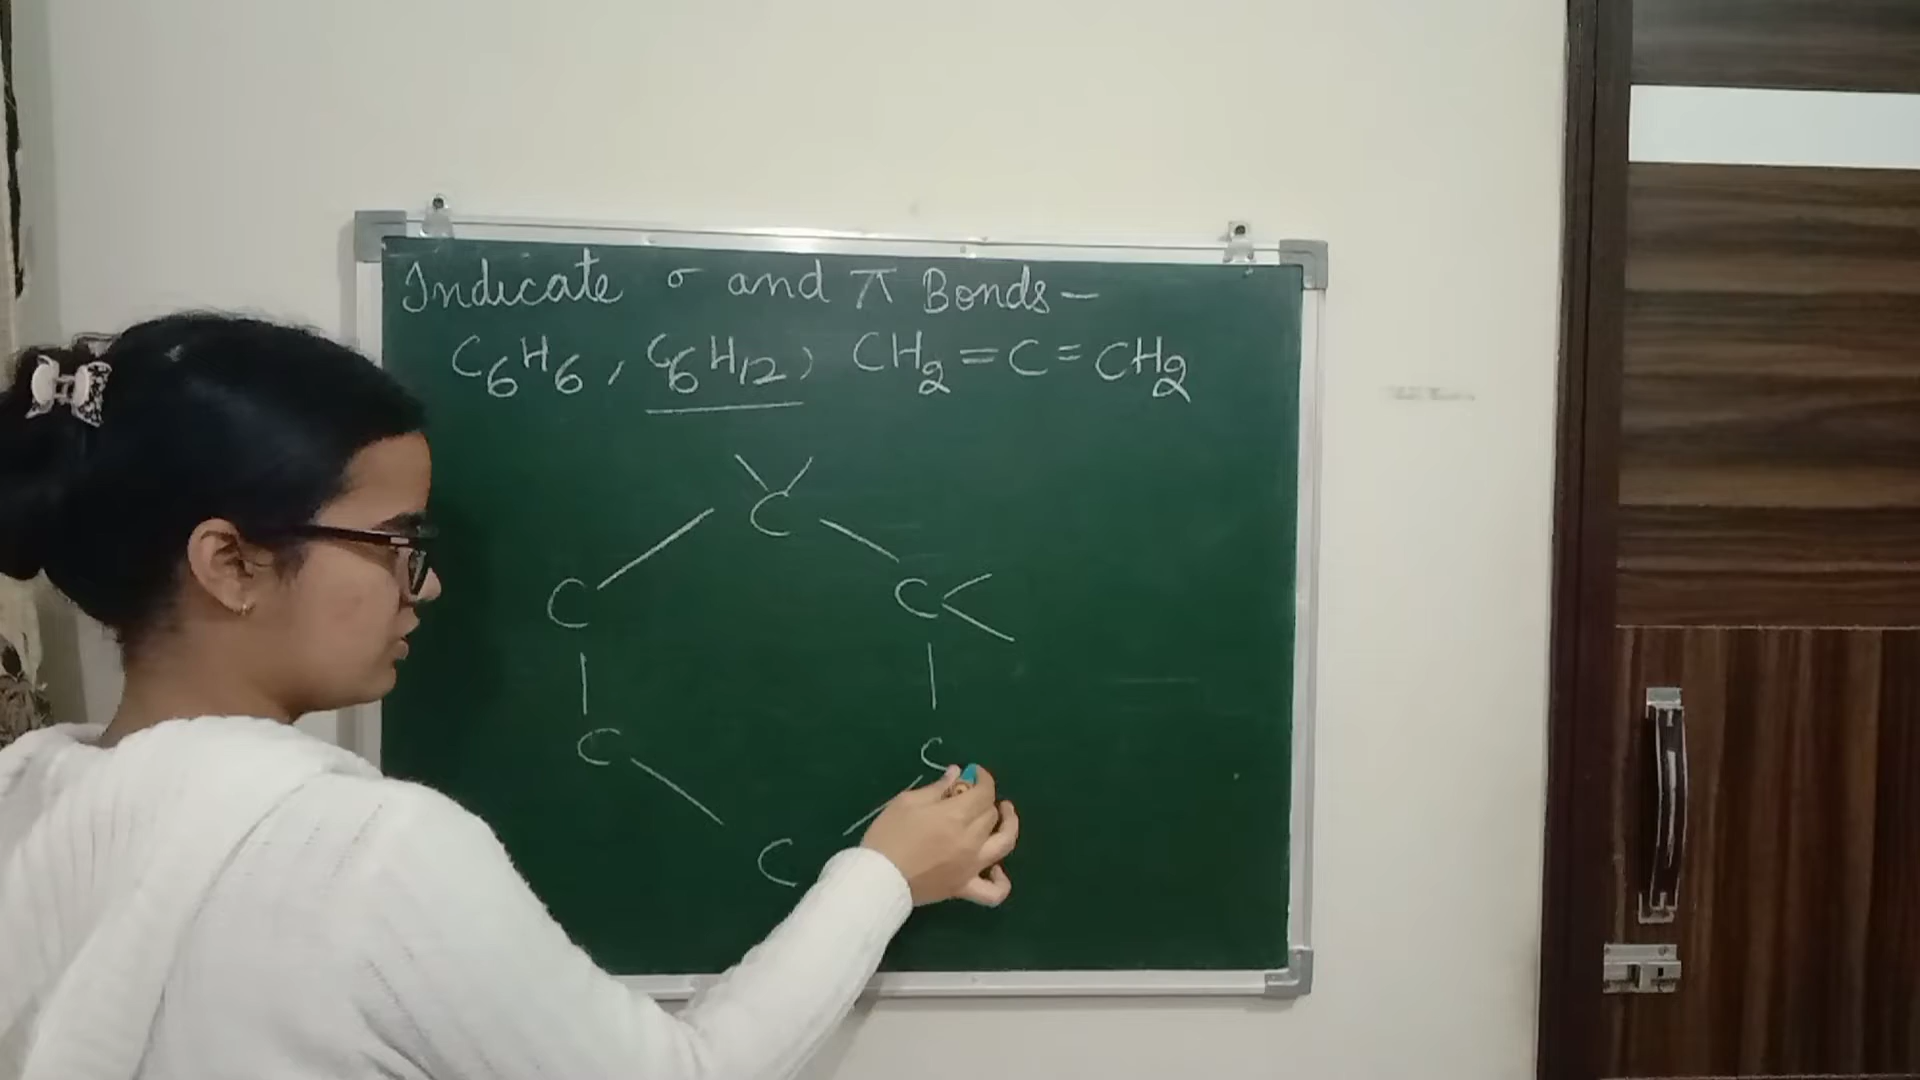 Indicate σ and π Bonds -
C₆H₆, C₆H₁₂, CH₂=C=CH₂
C
C C
C C
C